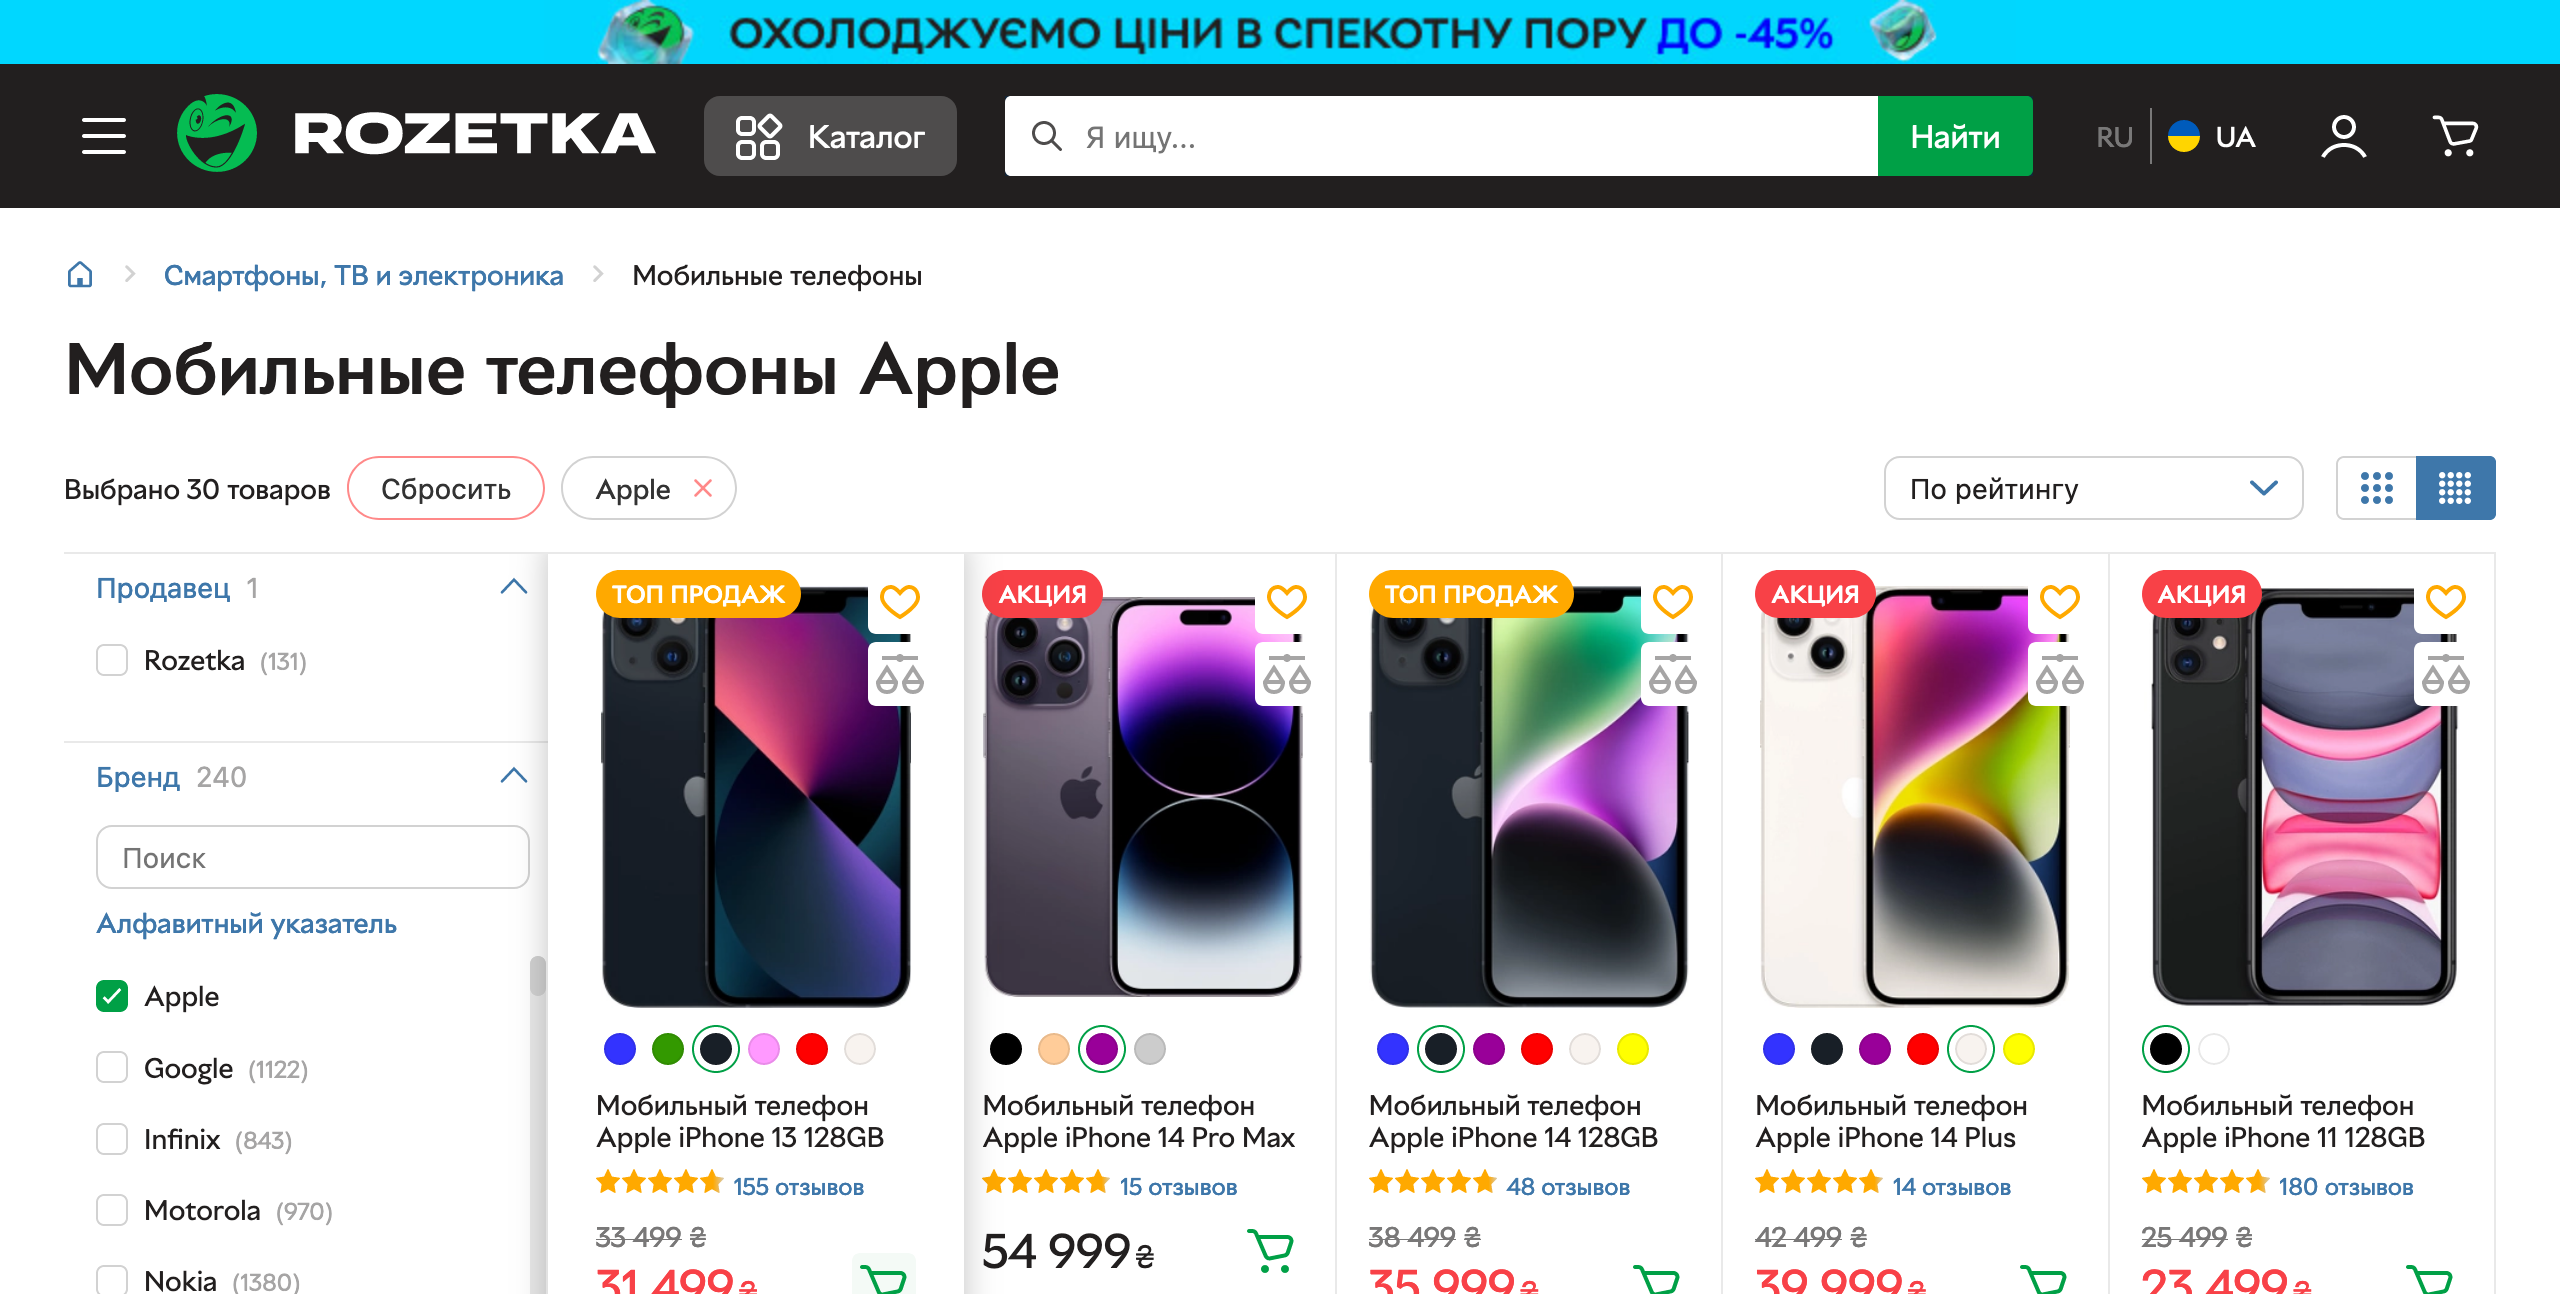 ОХОЛОДЖУЄМО ЦІНИ В СПЕКОТНУ ПОРУ ДО -45%
ROZETKA
Каталог
Я ищу...
Найти
RU
UA
Смартфоны, ТВ и электроника
Мобильные телефоны
Мобильные телефоны Apple
Выбрано 30 товаров
Сбросить
Apple
По рейтингу
Продавец 1
Rozetka (131)
Бренд 240
Поиск
Алфавитный указатель
Apple
Google (1122)
Infinix (843)
Motorola (970)
Nokia (1380)
ТОП ПРОДАЖ
Мобильный телефон
Apple iPhone 13 128GB
155 отзывов
33 499 ₴
31 499 ₴
АКЦИЯ
Мобильный телефон
Apple iPhone 14 Pro Max
15 отзывов
54 999 ₴
ТОП ПРОДАЖ
Мобильный телефон
Apple iPhone 14 128GB
48 отзывов
38 499 ₴
35 999 ₴
АКЦИЯ
Мобильный телефон
Apple iPhone 14 Plus
14 отзывов
42 499 ₴
39 999 ₴
АКЦИЯ
Мобильный телефон
Apple iPhone 11 128GB
180 отзывов
25 499 ₴
23 499 ₴